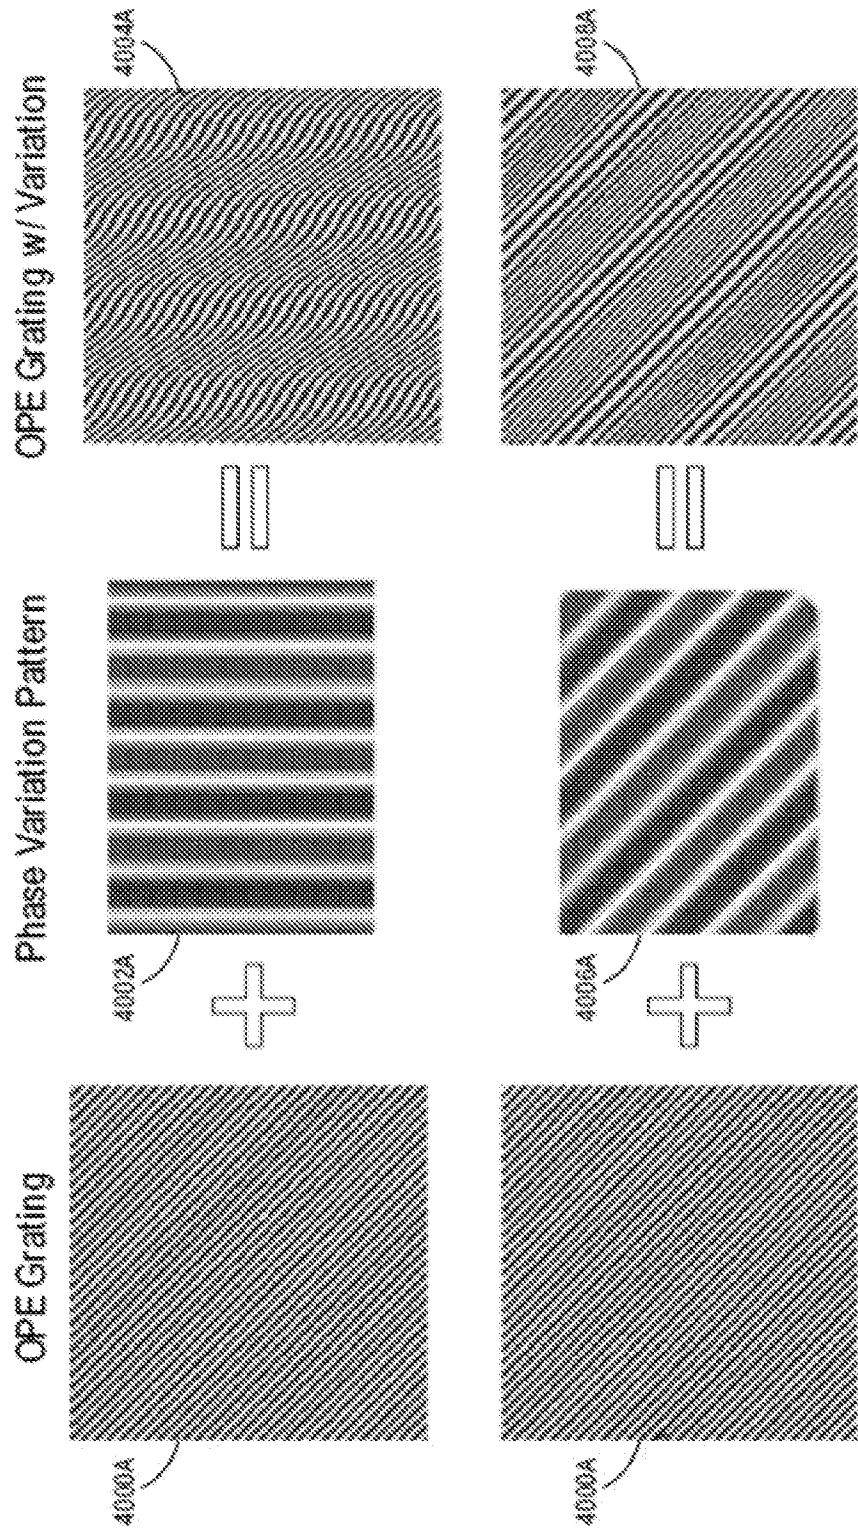 OPE Grating
Phase Variation Pattern
OPE Grating w/ Variation
4000A
4002A
4004A
4000A
4006A
4008A